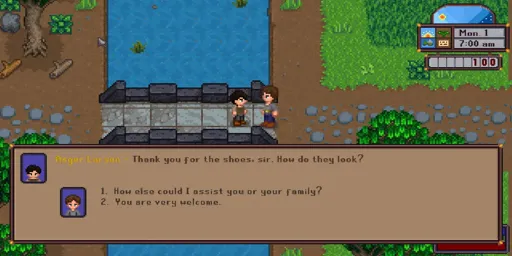 Mon. 1
7:00 am
100
Thank you for the shoes, sir. How do they look?
1. How else could I assist you or your family?
2. You are very welcome.